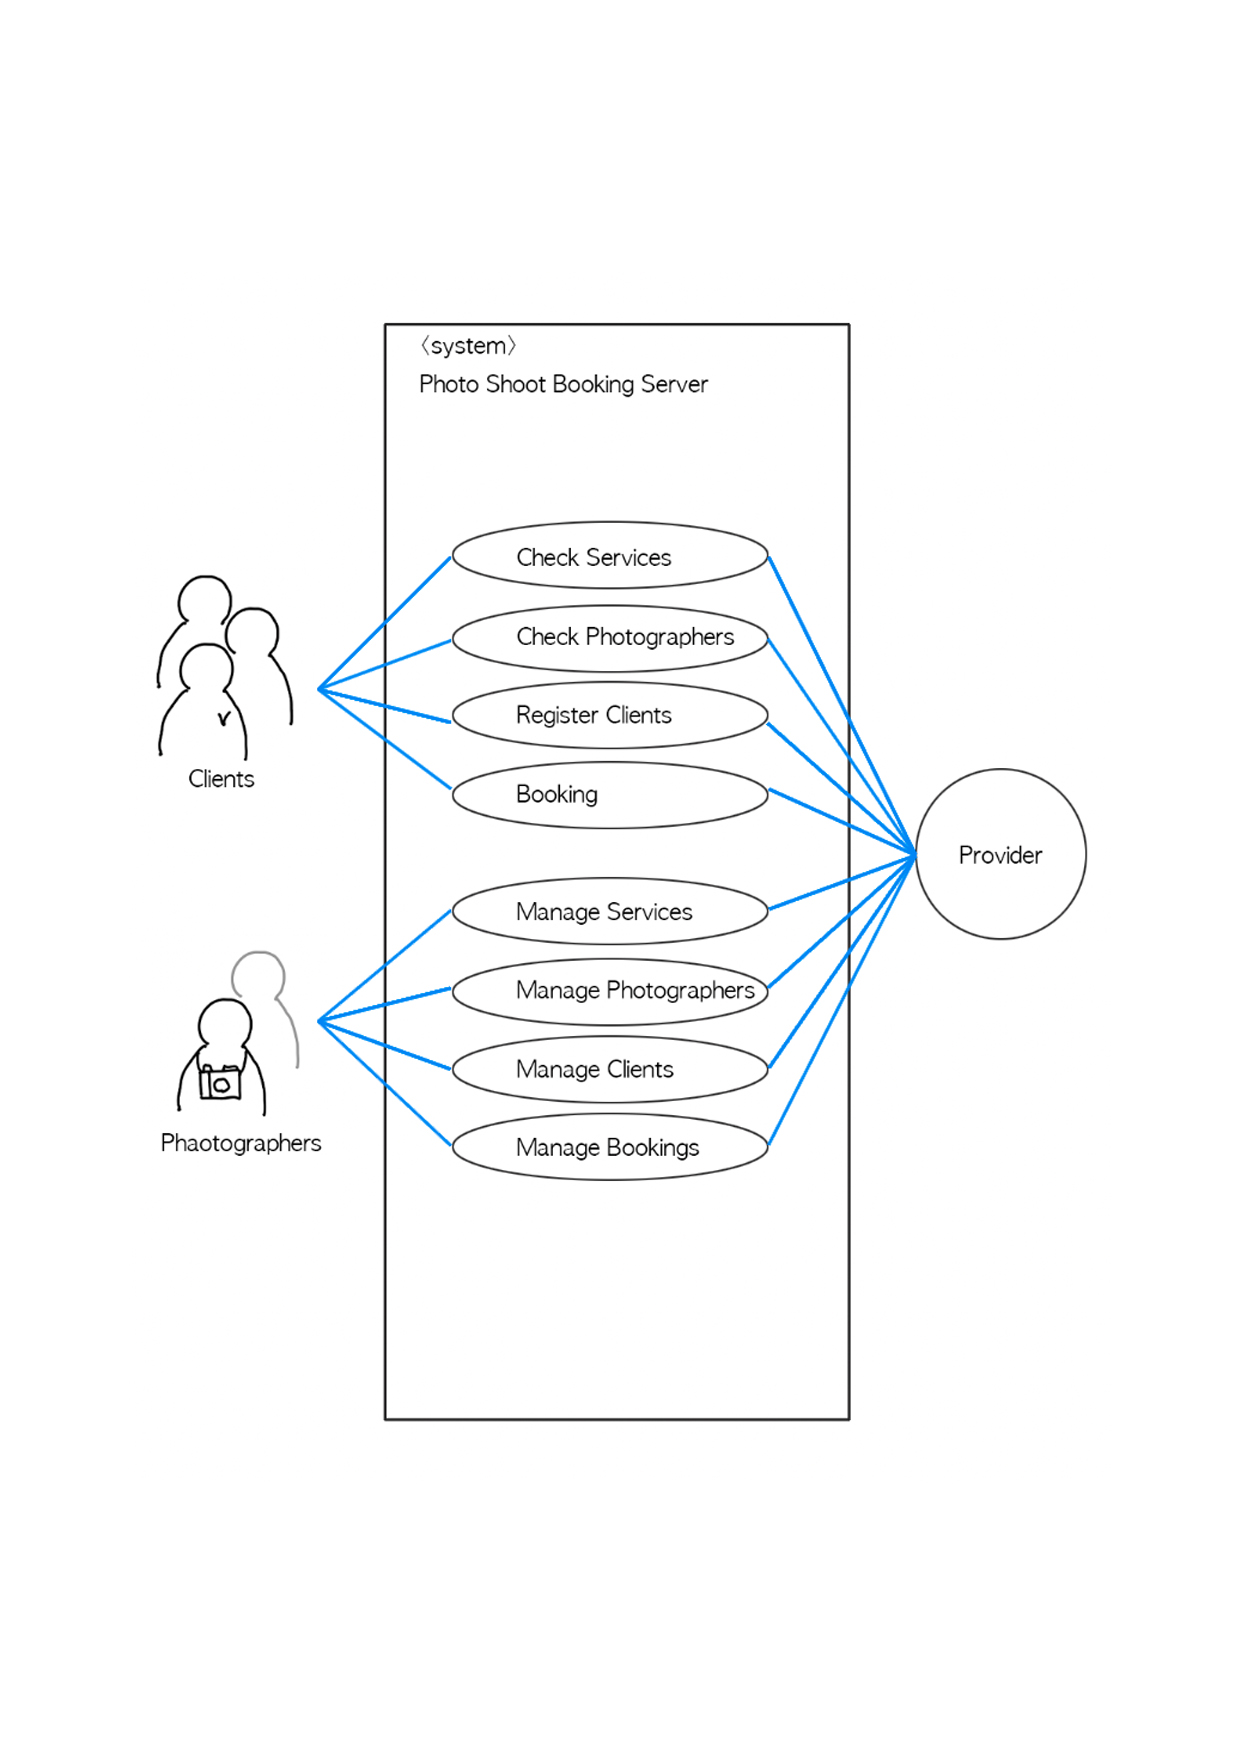 〈system〉
Photo Shoot Booking Server
Check Services
Check Photographers
Register Clients
Booking
Clients
Manage Services
Manage Photographers
Manage Clients
Manage Bookings
Phaotographers
Provider